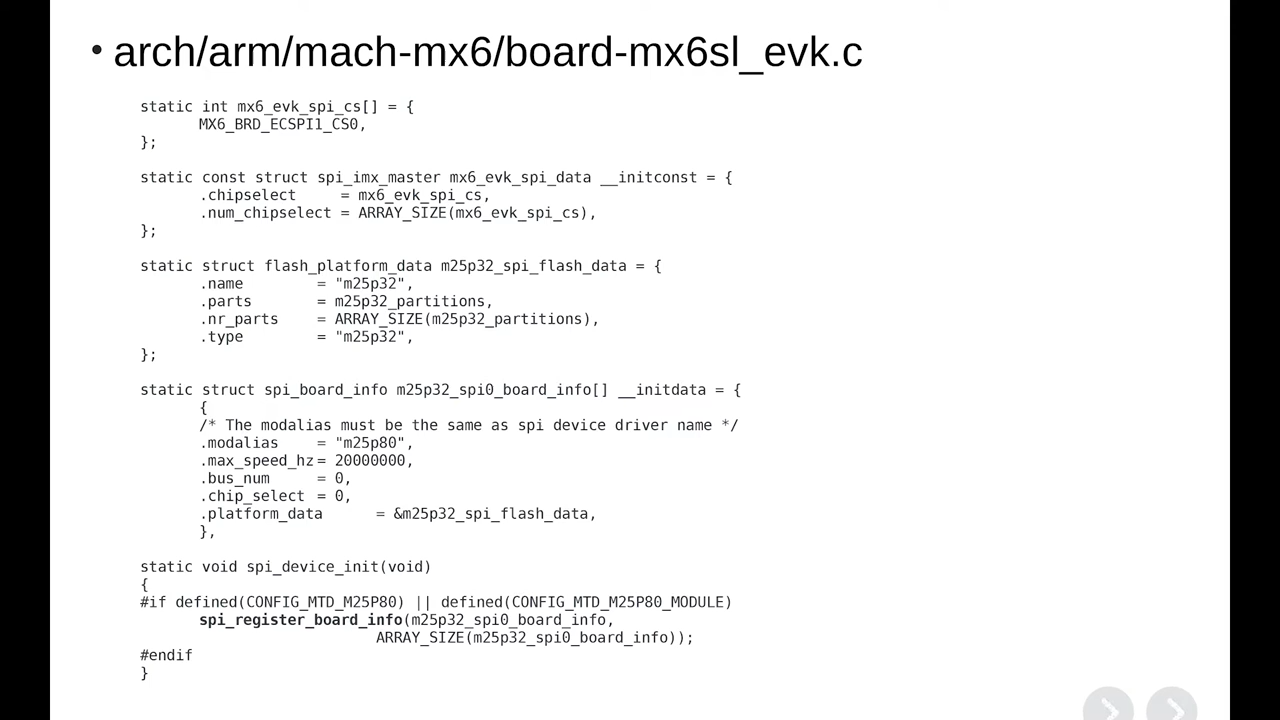 • arch/arm/mach-mx6/board-mx6sl_evk.c
static int mx6_evk_spi_cs[] = {
MX6_BRD_ECSPI1_CS0,
};
static const struct spi_imx_master mx6_evk_spi_data __initconst = {
.chipselect = mx6_evk_spi_cs,
.num_chipselect = ARRAY_SIZE(mx6_evk_spi_cs),
};
static struct flash_platform_data m25p32_spi_flash_data = {
.name = "m25p32",
.parts = m25p32_partitions,
.nr_parts = ARRAY_SIZE(m25p32_partitions),
.type = "m25p32",
};
static struct spi_board_info m25p32_spi0_board_info[] __initdata = {
{
/* The modalias must be the same as spi device driver name */
.modalias = "m25p80",
.max_speed_hz= 20000000,
.bus_num = 0,
.chip_select = 0,
.platform_data = &m25p32_spi_flash_data,
},
static void spi_device_init(void)
{
#if defined(CONFIG_MTD_M25P80) || defined(CONFIG_MTD_M25P80_MODULE)
spi_register_board_info(m25p32_spi0_board_info,
ARRAY_SIZE(m25p32_spi0_board_info));
#endif
}